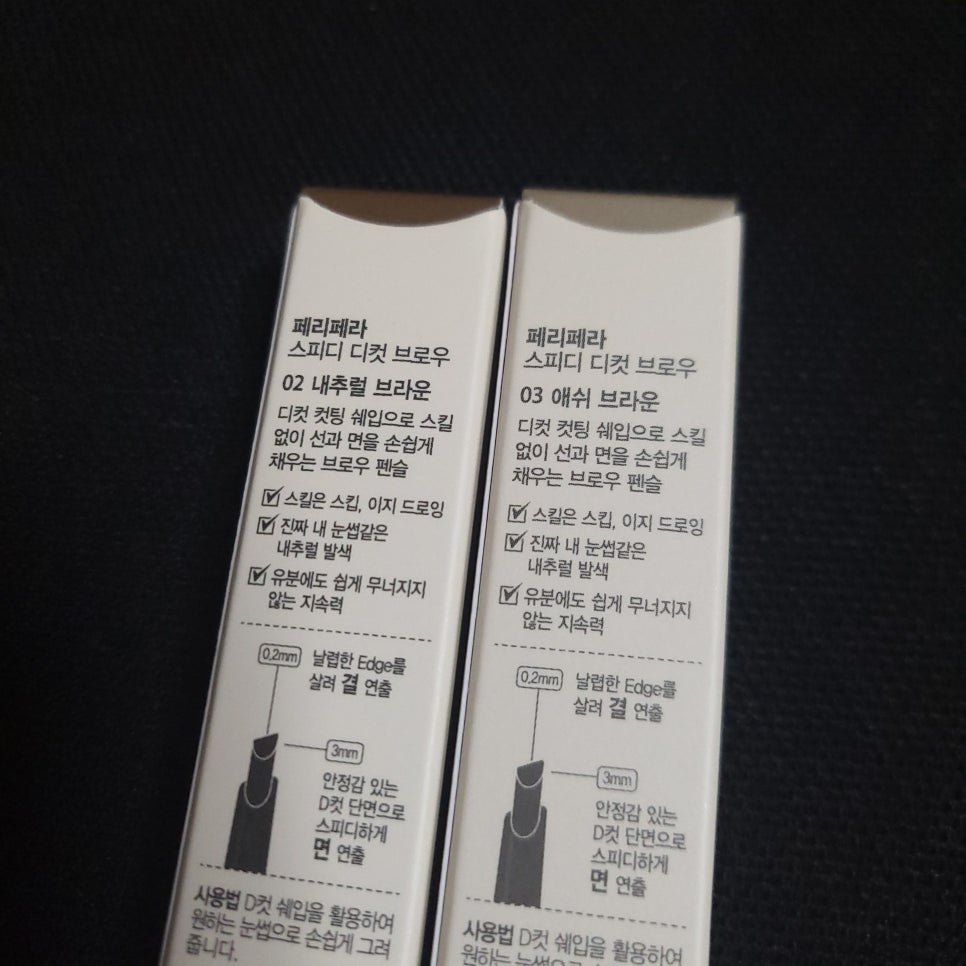 페리페라
스피디 디컷 브로우
02 내추럴 브라운
디컷 컷팅 쉐입으로 스킬
없이 선과 면을 손쉽게
채우는 브로우 펜슬
스킬은 스킵, 이지 드로잉
진짜 내 눈썹같은
내추럴 발색
유분에도 쉽게 무너지지
않는 지속력
0.2mm
날렵한 Edge를
살려 결 연출
3mm
안정감 있는
D컷 단면으로
스피디하게
면 연출
사용법 D컷 쉐입을 활용하여
원하는 눈썹으로 손쉽게 그려
줍니다.
페리페라
스피디 디컷 브로우
03 애쉬 브라운
디컷 컷팅 쉐입으로 스킬
없이 선과 면을 손쉽게
채우는 브로우 펜슬
스킬은 스킵, 이지 드로잉
진짜 내 눈썹같은
내추럴 발색
유분에도 쉽게 무너지지
않는 지속력
0.2mm
날렵한 Edge를
살려 결 연출
3mm
안정감 있는
D컷 단면으로
스피디하게
면 연출
사용법 D컷 쉐입을 활용하여
원하는 눈썹으로